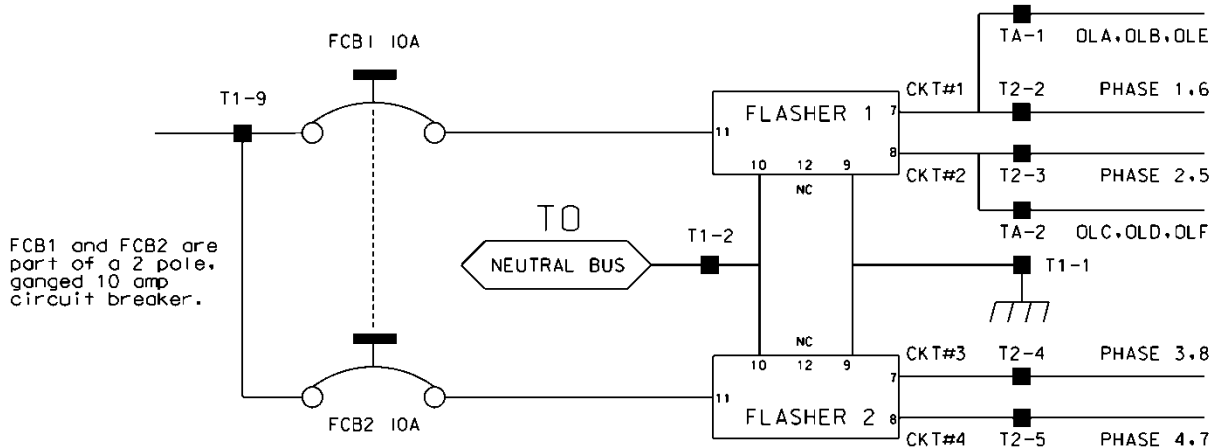 TA-1 OLA.OLB.OLE
FCB1 10A
T1-9
CKT#1 T2-2 PHASE 1.6
FLASHER 1
7
11
8
10 12 9
NC
CKT#2 T2-3 PHASE 2.5
TA-2 OLC.OLD.OLF
TO
T1-2
NEUTRAL BUS
T1-1
FCB1 and FCB2 are
part of a 2 pole,
ganged 10 amp
circuit breaker.
NC
10 12 9
CKT#3 T2-4 PHASE 3.8
7
11
FLASHER 2
8
FCB2 10A
CKT#4 T2-5 PHASE 4.7